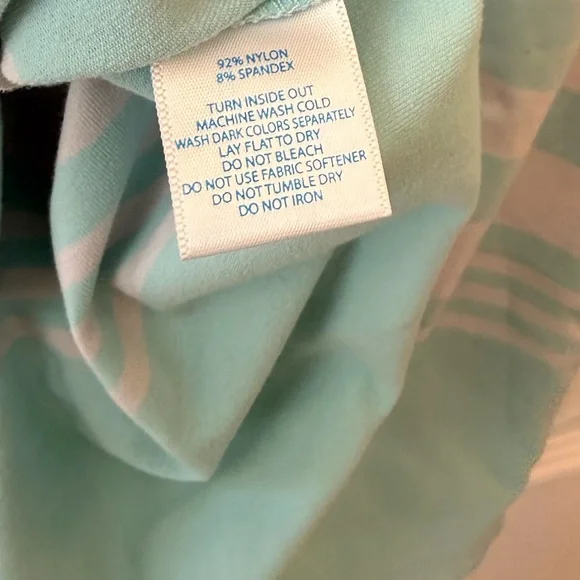 92% NYLON
8% SPANDEX
TURN INSIDE OUT
MACHINE WASH COLD
WASH DARK COLORS SEPARATELY
LAY FLAT TO DRY
DO NOT BLEACH
DO NOT USE FABRIC SOFTENER
DO NOT TUMBLE DRY
DO NOT IRON